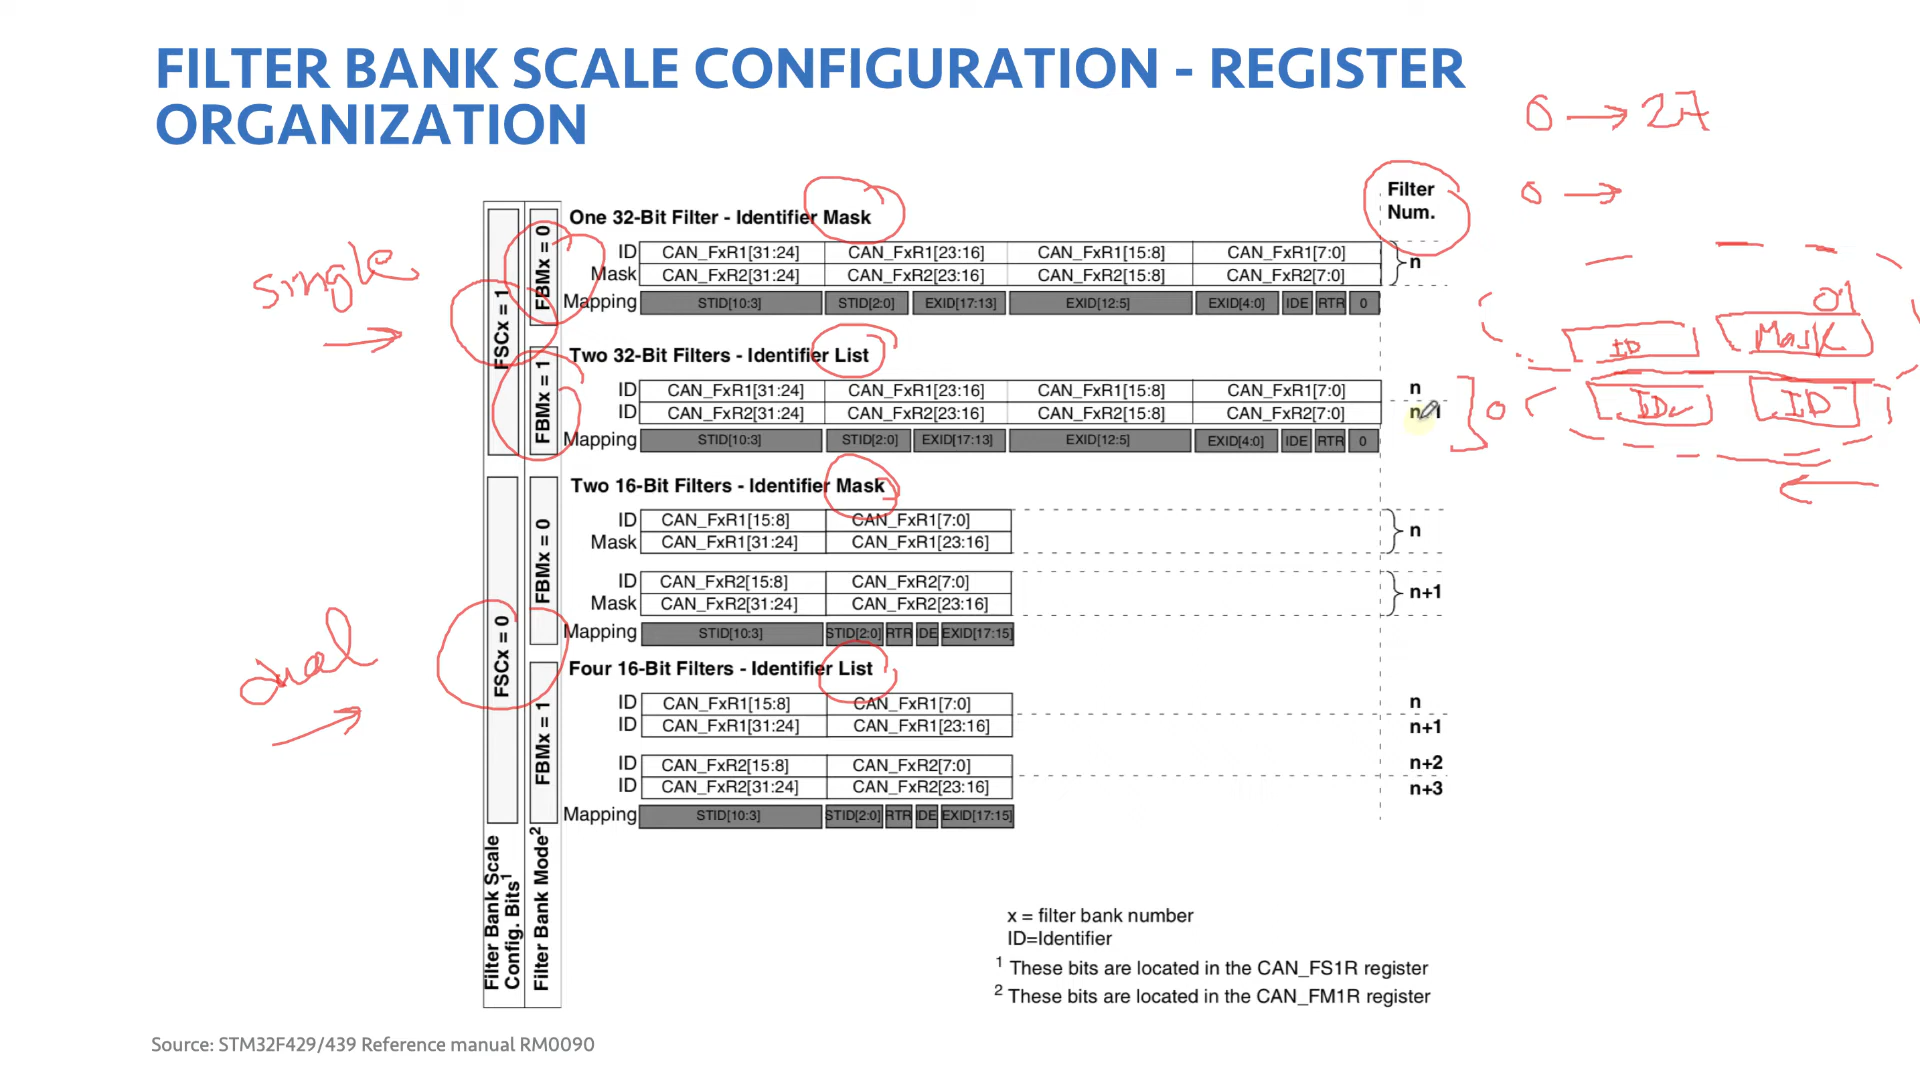 FILTER BANK SCALE CONFIGURATION - REGISTER
ORGANIZATION
0 → 27
0 →
Filter
Num.
single
dual
FSCx = 1
FBMx = 0
One 32-Bit Filter - Identifier Mask
ID CAN_FxR1[31:24] CAN_FxR1[23:16] CAN_FxR1[15:8] CAN_FxR1[7:0]
Mask CAN_FxR2[31:24] CAN_FxR2[23:16] CAN_FxR2[15:8] CAN_FxR2[7:0]
n
Mapping STID[10:3] STID[2:0] EXID[17:13] EXID[12:5] EXID[4:0] IDE RTR 0
FBMx = 1
Two 32-Bit Filters - Identifier List
ID CAN_FxR1[31:24] CAN_FxR1[23:16] CAN_FxR1[15:8] CAN_FxR1[7:0] n
ID CAN_FxR2[31:24] CAN_FxR2[23:16] CAN_FxR2[15:8] CAN_FxR2[7:0]
Mapping STID[10:3] STID[2:0] EXID[17:13] EXID[12:5] EXID[4:0] IDE RTR 0
ID Mask
0 ID ID
FSCx = 0
FBMx = 0
Two 16-Bit Filters - Identifier Mask
ID CAN_FxR1[15:8] CAN_FxR1[7:0]
Mask CAN_FxR1[31:24] CAN_FxR1[23:16]
n
ID CAN_FxR2[15:8] CAN_FxR2[7:0]
Mask CAN_FxR2[31:24] CAN_FxR2[23:16]
n+1
Mapping STID[10:3] STID[2:0] RTR IDE EXID[17:15]
FBMx = 1
Four 16-Bit Filters - Identifier List
ID CAN_FxR1[15:8] CAN_FxR1[7:0] n
ID CAN_FxR1[31:24] CAN_FxR1[23:16] n+1
ID CAN_FxR2[15:8] CAN_FxR2[7:0] n+2
ID CAN_FxR2[31:24] CAN_FxR2[23:16] n+3
Mapping STID[10:3] STID[2:0] RTR IDE EXID[17:15]
Filter Bank Scale
Config. Bits1
Filter Bank Mode2
x = filter bank number
ID=Identifier
1 These bits are located in the CAN_FS1R register
2 These bits are located in the CAN_FM1R register
Source: STM32F429/439 Reference manual RM0090